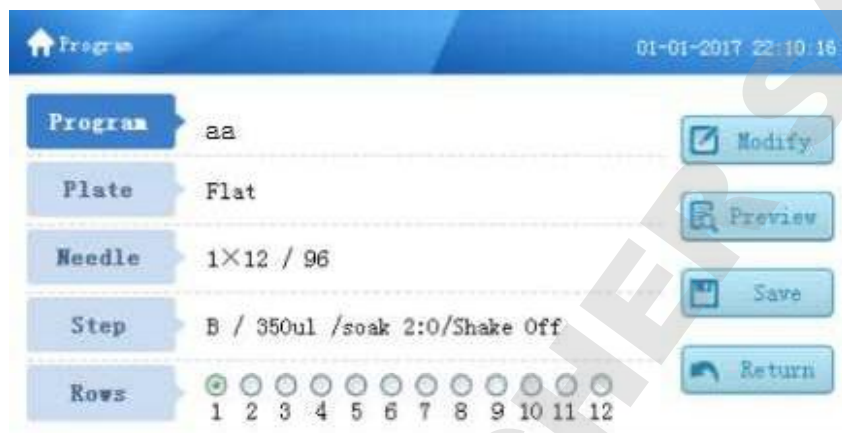 Program 01-01-2017 22:10:16
Program aa
Modify
Plate Flat
Preview
Needle 1×12 / 96
Save
Step B / 350ul /soak 2:0/Shake Off
Return
Rows
1 2 3 4 5 6 7 8 9 10 11 12